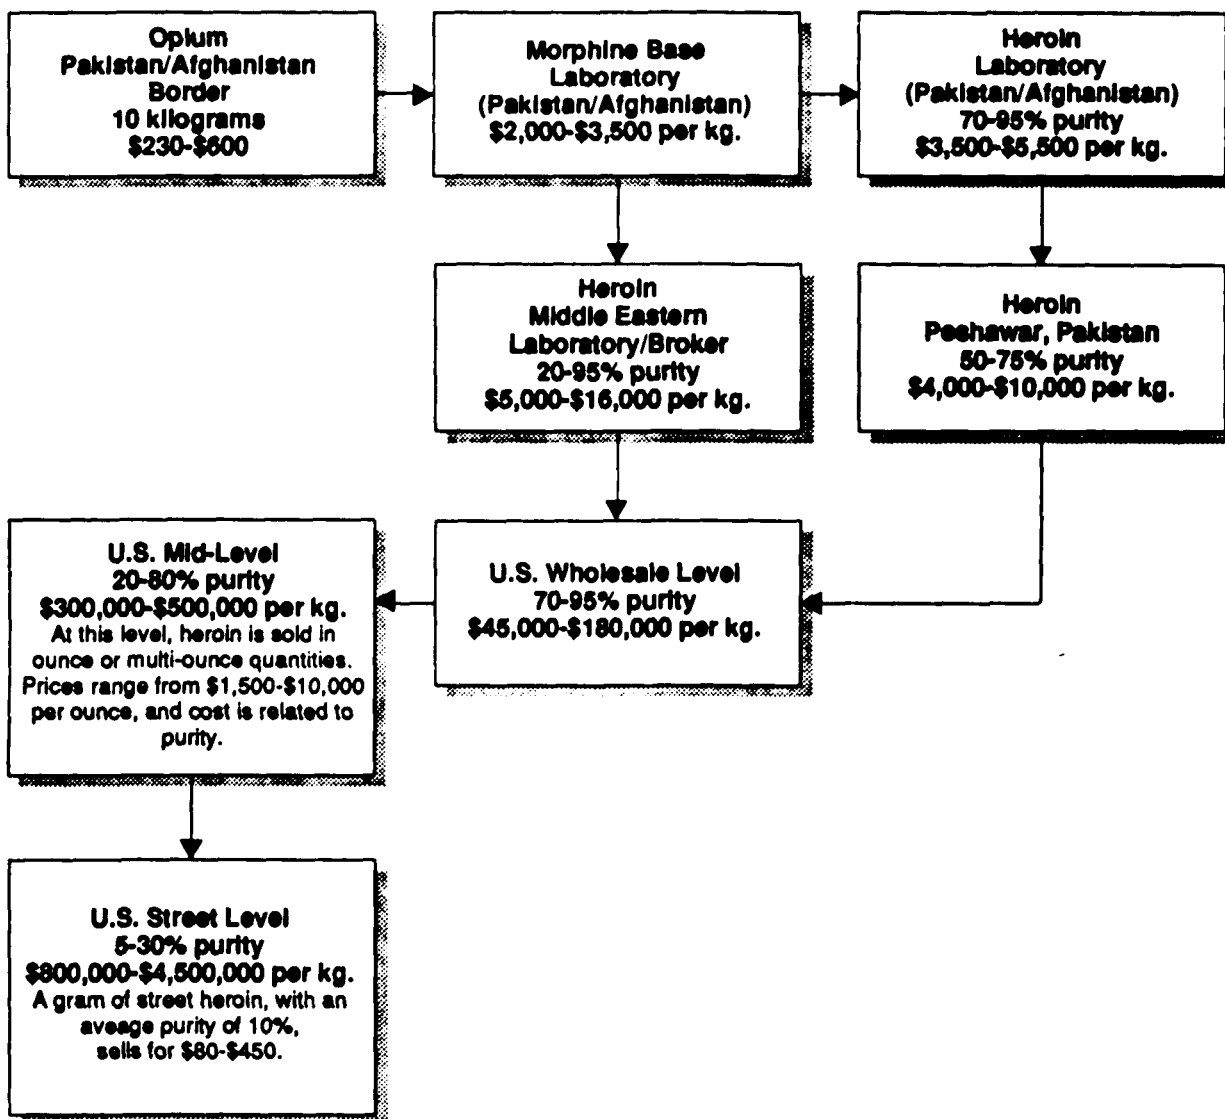 Opium
Pakistan/Afghanistan
Border
10 kilograms
$230-$600
Morphine Base
Laboratory
(Pakistan/Afghanistan)
$2,000-$3,500 per kg.
Heroin
Laboratory
(Pakistan/Afghanistan)
70-95% purity
$3,500-$5,500 per kg.
Heroin
Middle Eastern
Laboratory/Broker
20-95% purity
$5,000-$16,000 per kg.
Heroin
Peshawar, Pakistan
50-75% purity
$4,000-$10,000 per kg.
U.S. Mid-Level
20-80% purity
$300,000-$500,000 per kg.
At this level, heroin is sold in
ounce or multi-ounce quantities.
Prices range from $1,500-$10,000
per ounce, and cost is related to
purity.
U.S. Wholesale Level
70-95% purity
$45,000-$180,000 per kg.
U.S. Street Level
5-30% purity
$800,000-$4,500,000 per kg.
A gram of street heroin, with an
aveage purity of 10%,
sells for $80-$450.